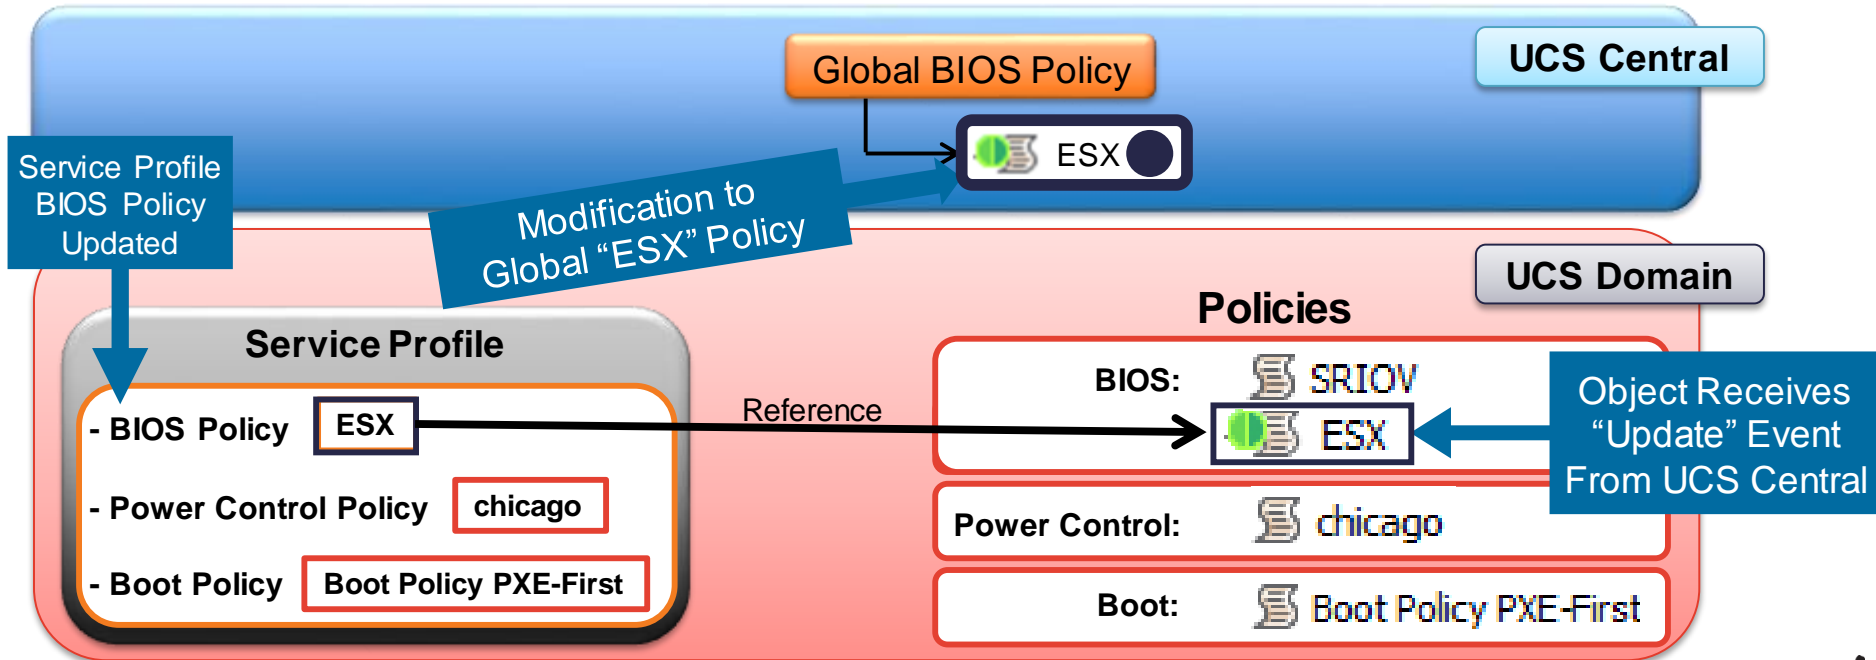 Global BIOS Policy
UCS Central
ESX
Service Profile
BIOS Policy
Updated
Modification to
Global “ESX” Policy
UCS Domain
Service Profile
- BIOS Policy
ESX
- Power Control Policy
chicago
- Boot Policy
Boot Policy PXE-First
Reference
Policies
BIOS:
SRIOV
ESX
Power Control:
chicago
Boot:
Boot Policy PXE-First
Object Receives
“Update” Event
From UCS Central